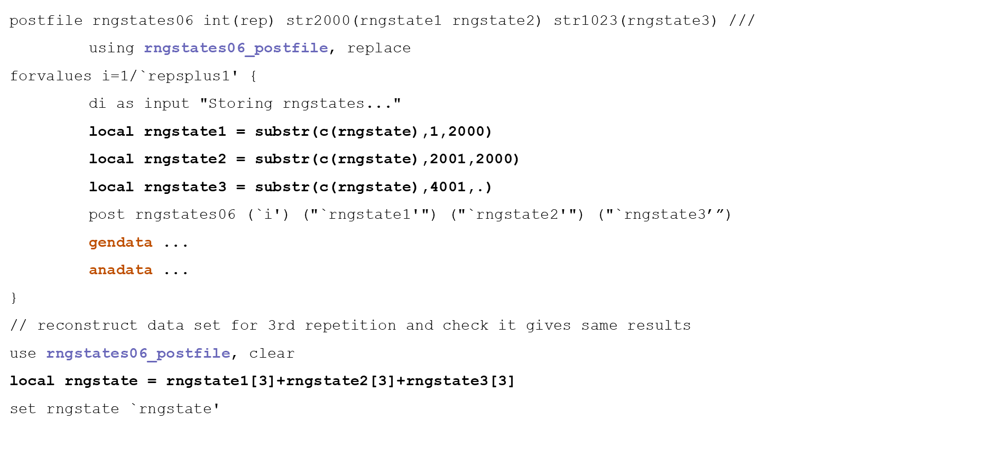 postfile rngstates06 int(rep) str2000(rngstate1 rngstate2) str1023(rngstate3) ///
using rngstates06_postfile, replace
forvalues i=1/`repsplus1' {
di as input "Storing rngstates..."
local rngstate1 = substr(c(rngstate),1,2000)
local rngstate2 = substr(c(rngstate),2001,2000)
local rngstate3 = substr(c(rngstate),4001,.)
post rngstates06 (`i') ("`rngstate1'") ("`rngstate2'") ("`rngstate3’”)
gendata ...
anadata ...
}
// reconstruct data set for 3rd repetition and check it gives same results
use rngstates06_postfile, clear
local rngstate = rngstate1[3]+rngstate2[3]+rngstate3[3]
set rngstate `rngstate'